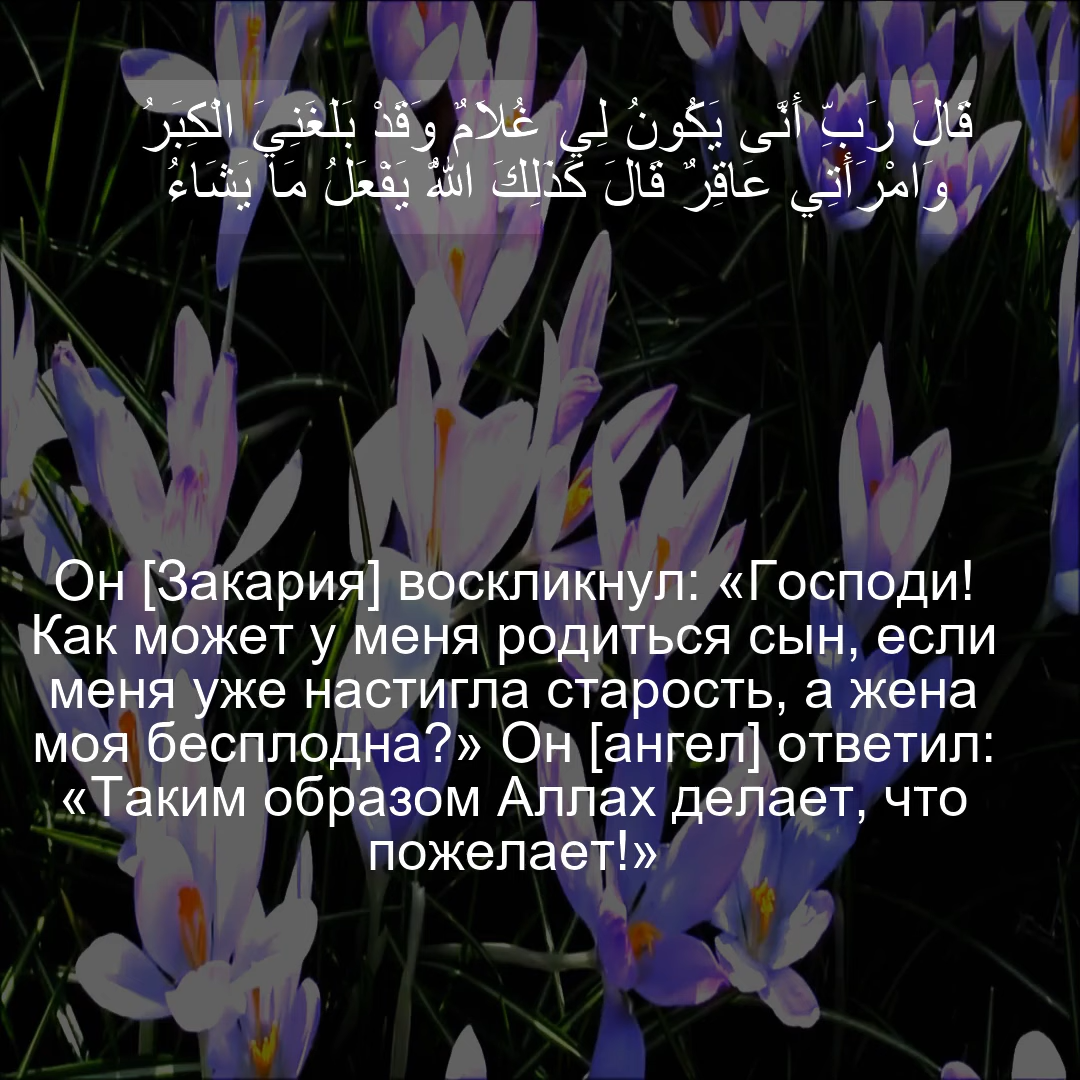 قَالَ رَبِّ أَنَّى يَكُونُ لِي غُلاَمٌ وَقَدْ بَلَغَنِيَ الْكِبَرُ
وَامْرَأَتِي عَاقِرٌ قَالَ كَذَلِكَ اللّهُ يَفْعَلُ مَا يَشَاءُ
Он [Закария] воскликнул: «Господи!
Как может у меня родиться сын, если
меня уже настигла старость, а жена
моя бесплодна?» Он [ангел] ответил:
«Таким образом Аллах делает, что
пожелает!»